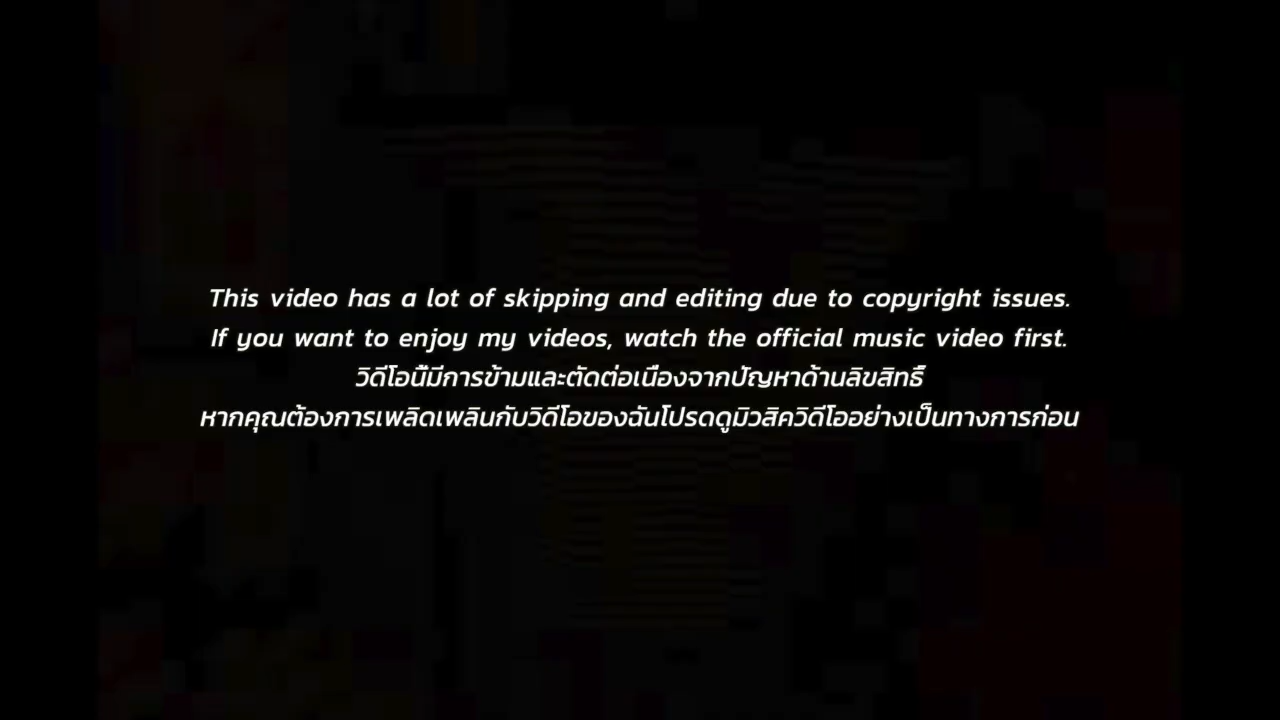 This video has a lot of skipping and editing due to copyright issues.
If you want to enjoy my videos, watch the official music video first.
วิดีโอนี้มีการข้ามและตัดต่อเนื่องจากปัญหาด้านลิขสิทธิ์
หากคุณต้องการเพลิดเพลินกับวิดีโอของฉันโปรดดูมิวสิควิดีโออย่างเป็นทางการก่อน